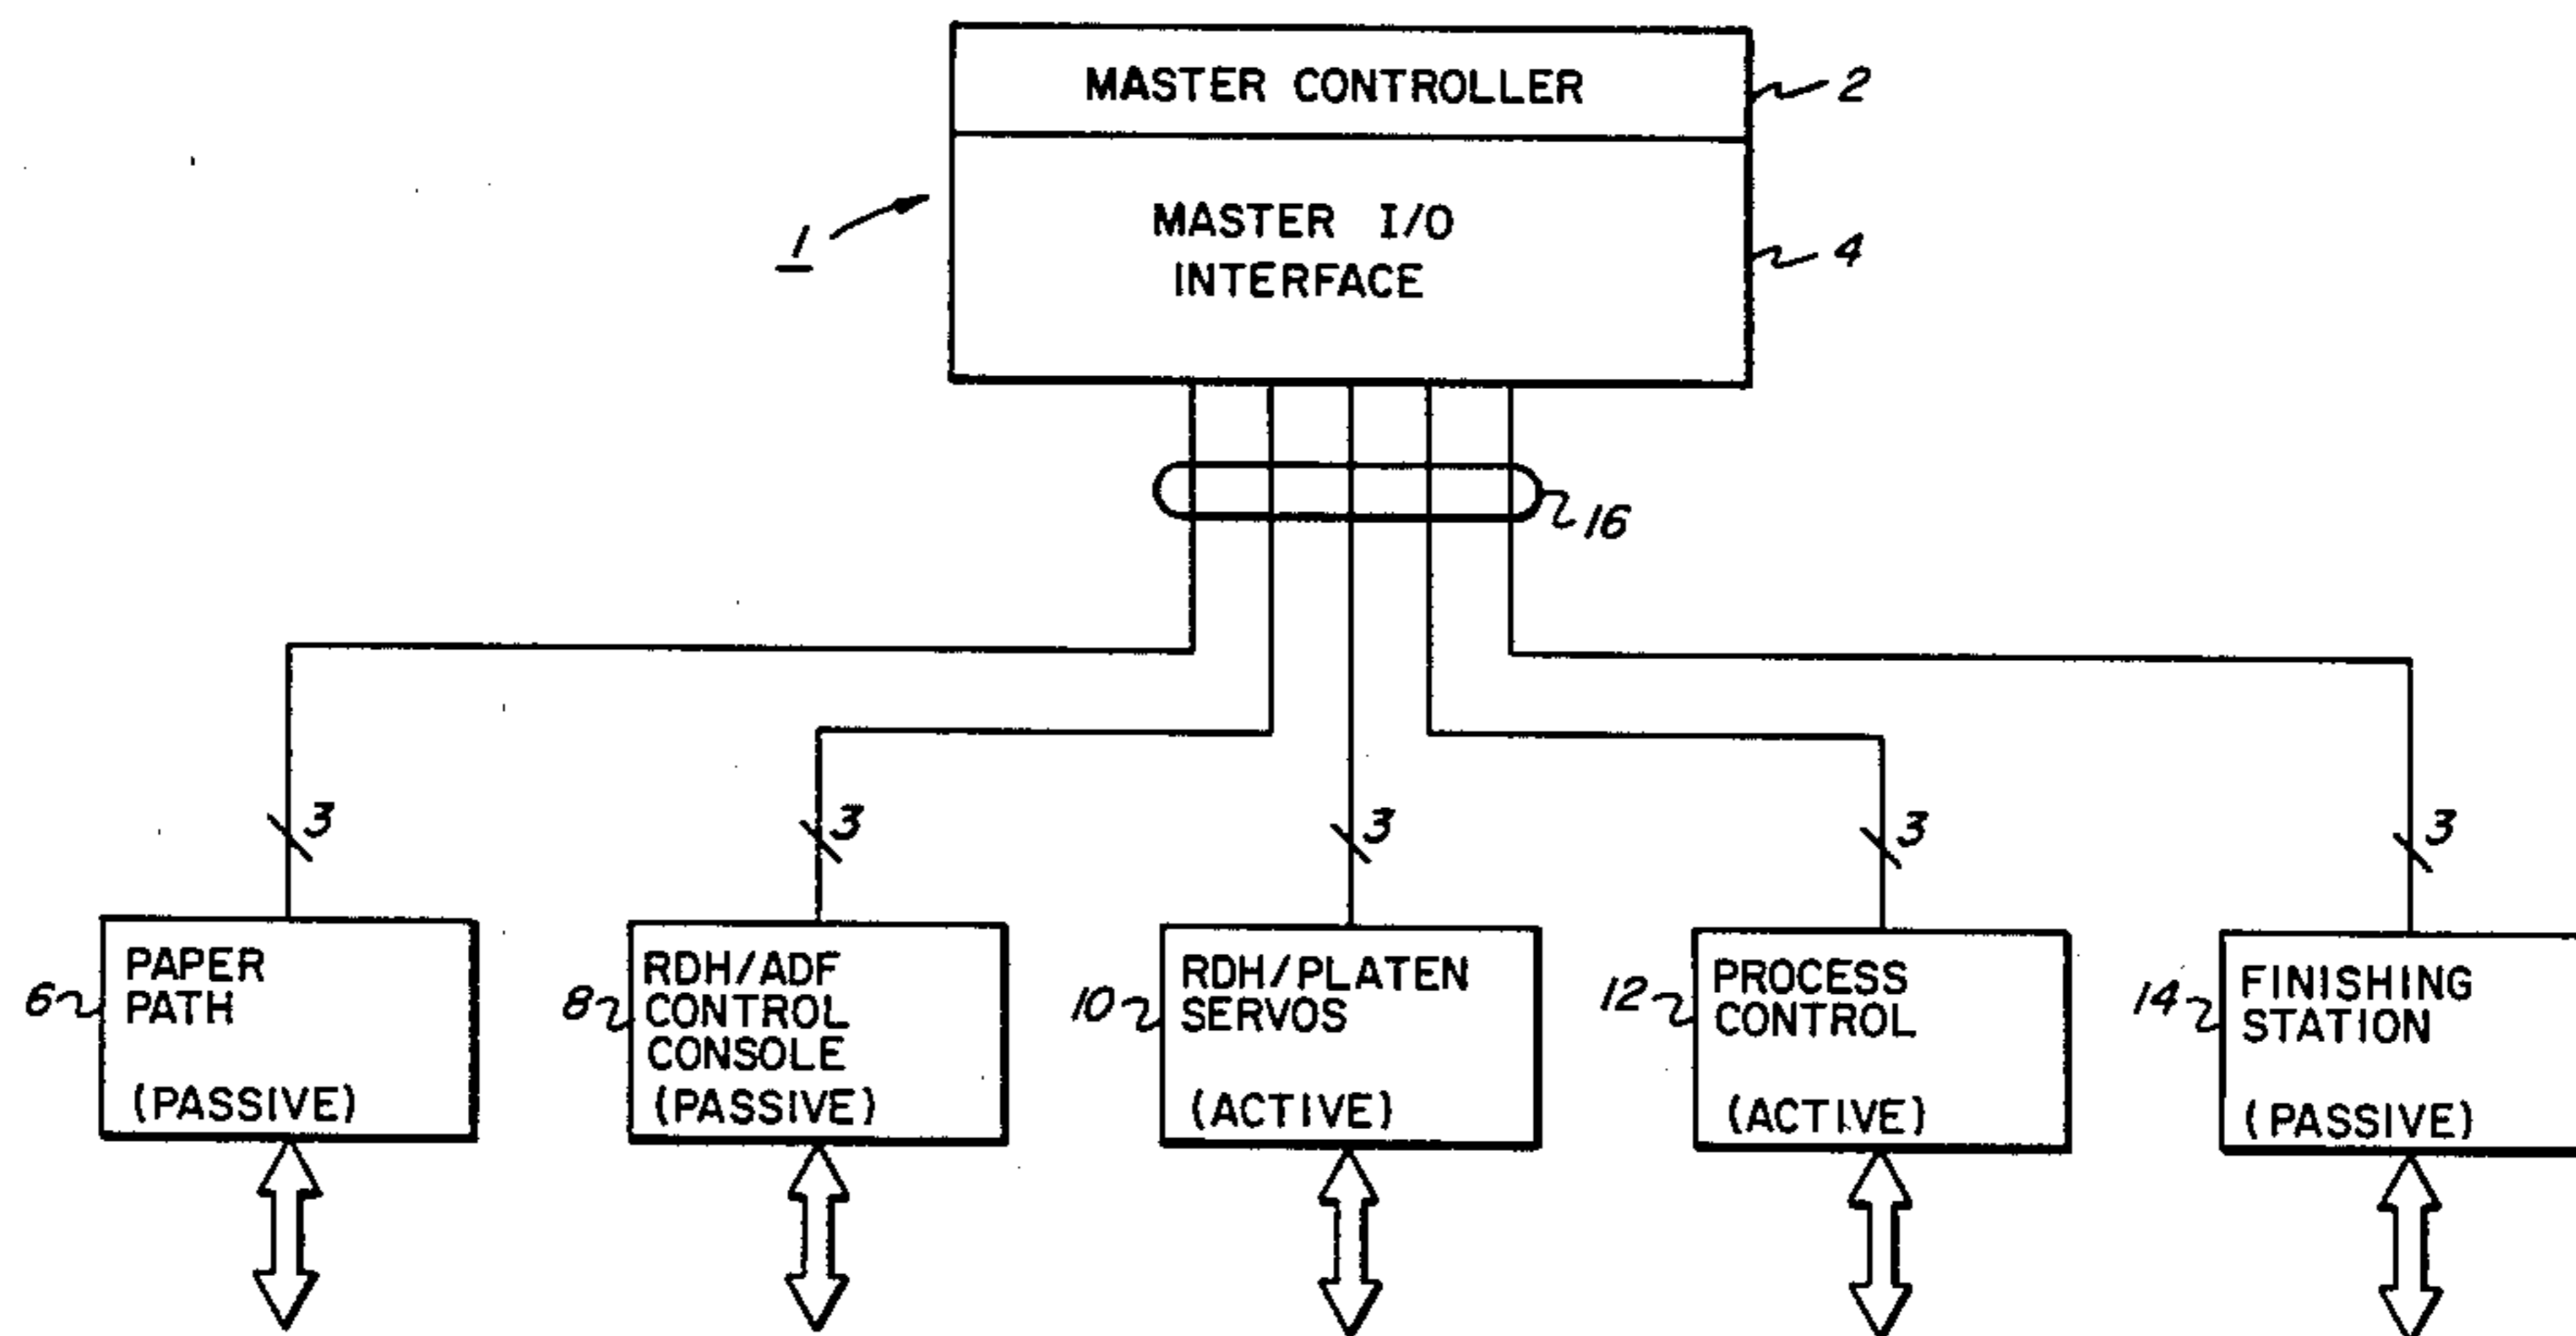 MASTER CONTROLLER
2
MASTER I/O
INTERFACE
1
4
16
3
3
3
3
3
PAPER
PATH
(PASSIVE)
6
RDH/ADF
CONTROL
CONSOLE
(PASSIVE)
8
RDH/PLATEN
SERVOS
(ACTIVE)
10
PROCESS
CONTROL
(ACTIVE)
12
FINISHING
STATION
(PASSIVE)
14